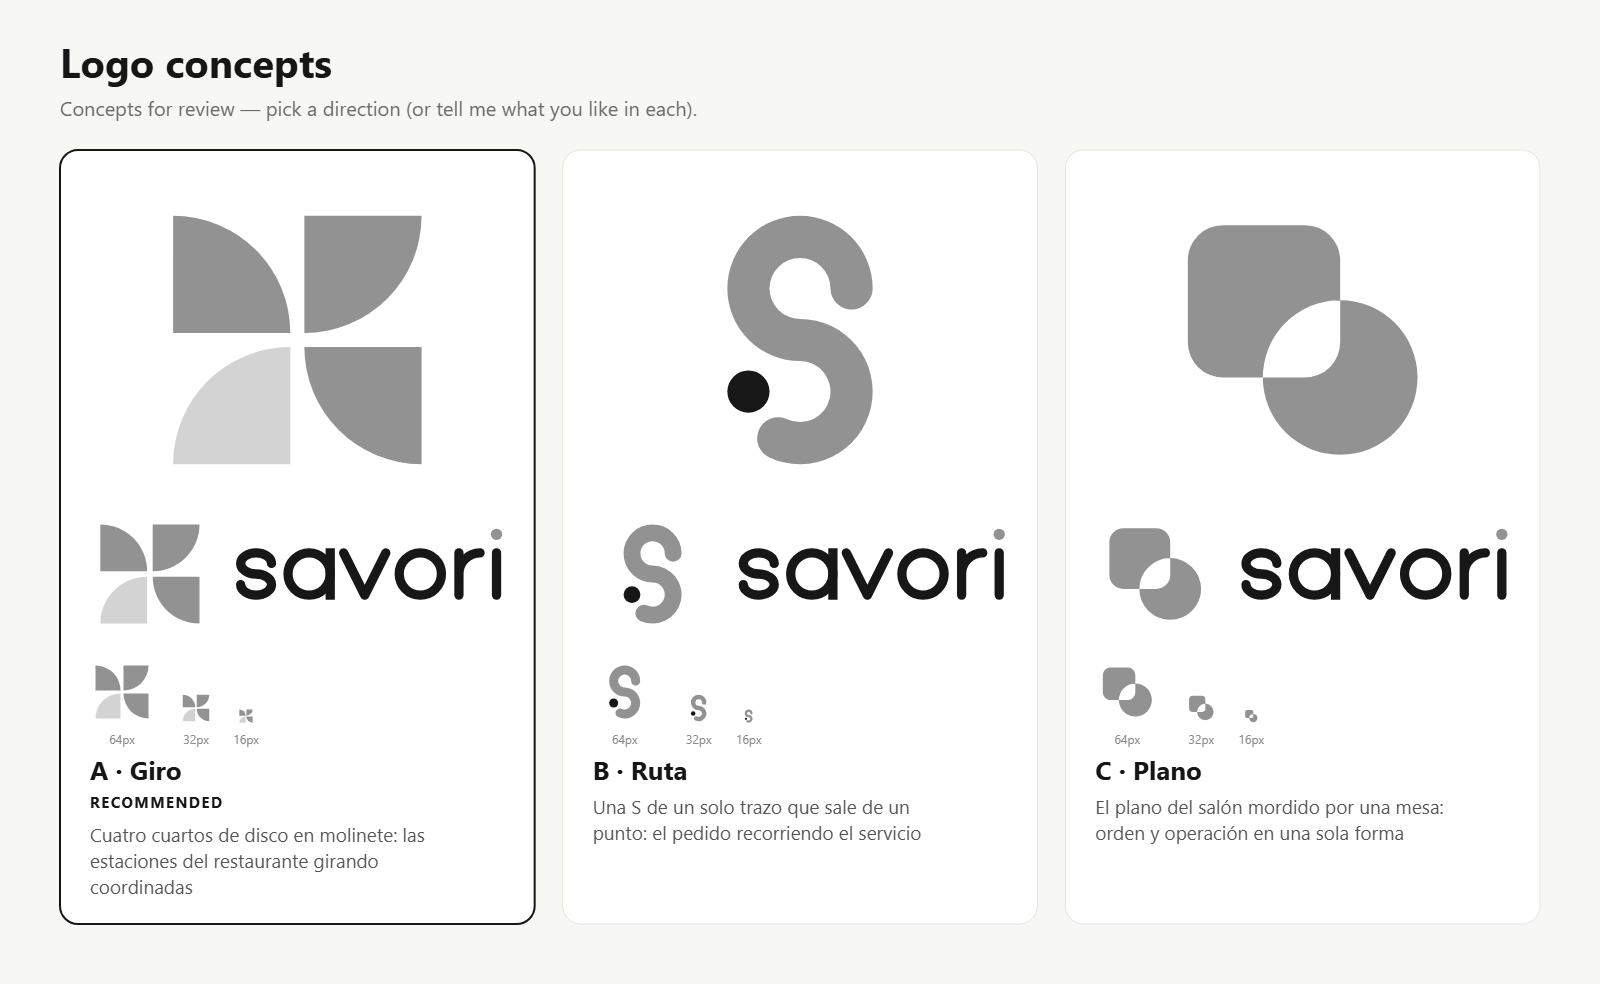 Logo concepts
Concepts for review — pick a direction (or tell me what you like in each).
savori
64px 32px 16px
A · Giro
RECOMMENDED
Cuatro cuartos de disco en molinete: las
estaciones del restaurante girando
coordinadas
savori
64px 32px 16px
B · Ruta
Una S de un solo trazo que sale de un
punto: el pedido recorriendo el servicio
savori
64px 32px 16px
C · Plano
El plano del salón mordido por una mesa:
orden y operación en una sola forma